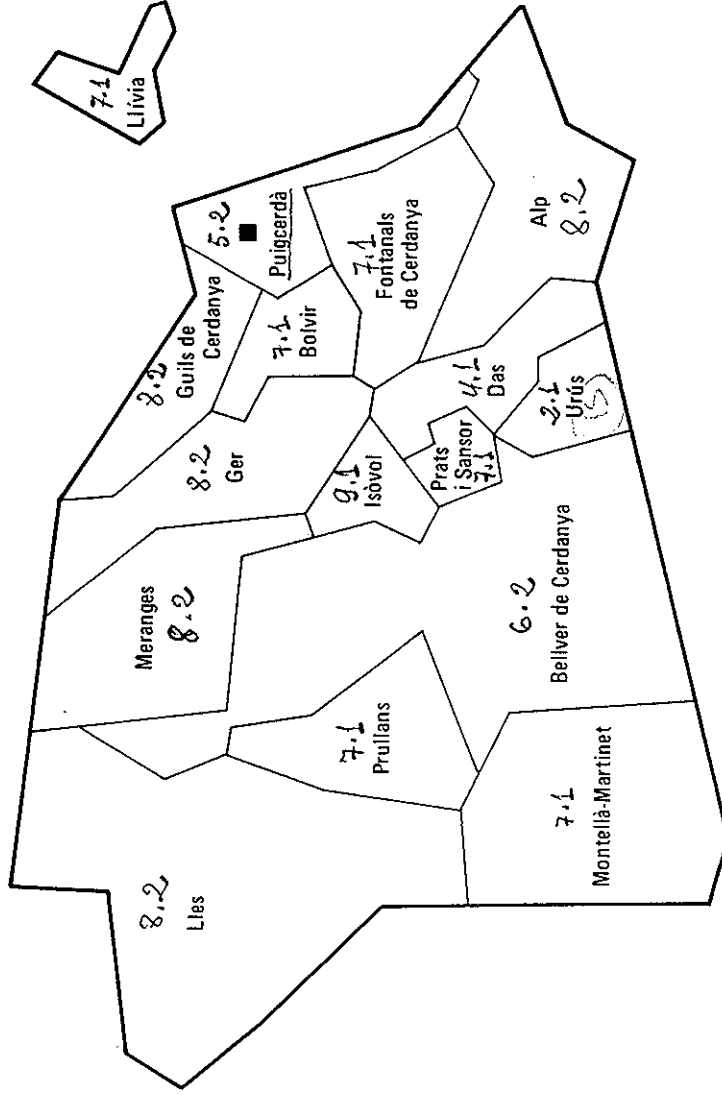 7.1
Llívia
5.2
Puigcerdà
8.2
Guils de
Cerdanya
7.1
Bolvir
7.1
Fontanals
de Cerdanya
Alp
8.2
8.2
Ger
9.1
Isòvol
4.1
Das
Prats
i Sansor
7.1
2.1
Urús
Meranges
8.2
6.2
Bellver de Cerdanya
7.1
Prullans
8.2
Lles
7.1
Montellà-Martinet